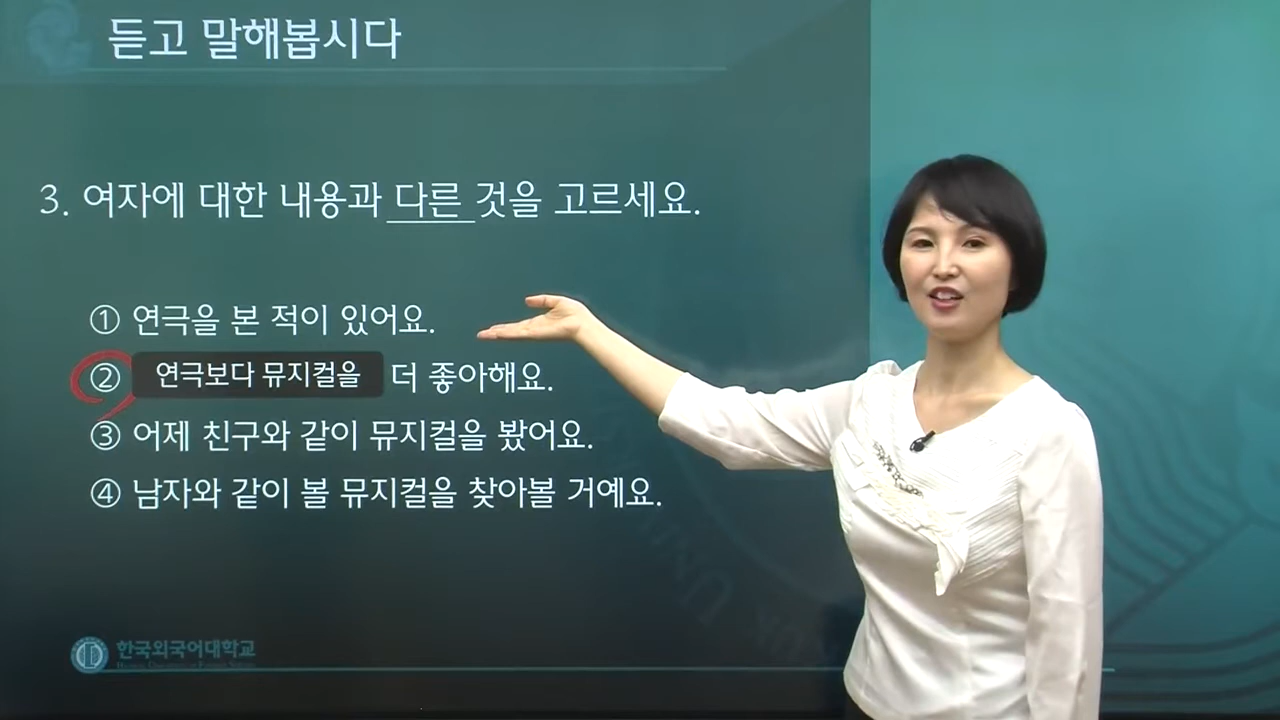 듣고 말해봅시다
3. 여자에 대한 내용과 다른 것을 고르세요.
① 연극을 본 적이 있어요.
② 연극보다 뮤지컬을 더 좋아해요.
③ 어제 친구와 같이 뮤지컬을 봤어요.
④ 남자와 같이 볼 뮤지컬을 찾아볼 거예요.
한국외국어대학교